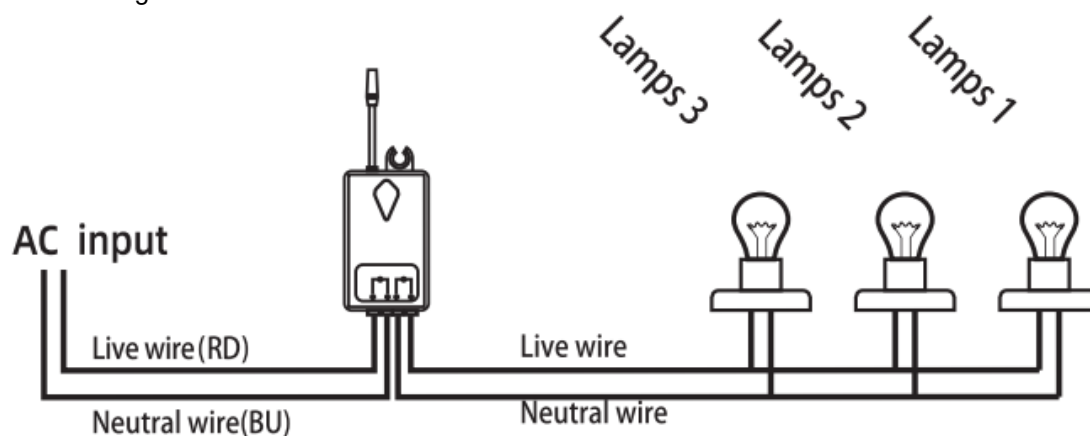 Lamps 3
Lamps 2
Lamps 1
AC input
Live wire(RD)
Live wire
Neutral wire(BU)
Neutral wire